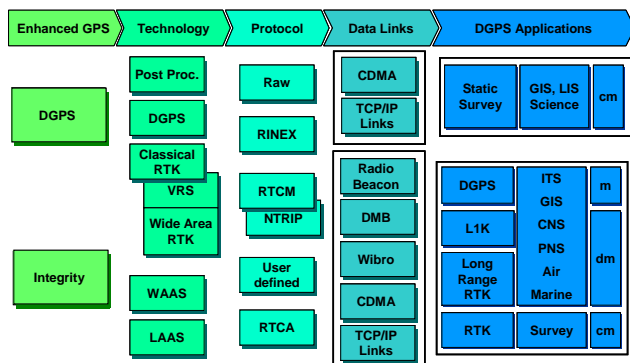 Enhanced GPS
Technology
Protocol
Data Links
DGPS Applications
DGPS
Integrity
Post Proc.
DGPS
Classical
RTK
VRS
Wide Area
RTK
WAAS
LAAS
Raw
RINEX
RTCM
NTRIP
User
defined
RTCA
CDMA
TCP/IP
Links
Radio
Beacon
DMB
Wibro
CDMA
TCP/IP
Links
Static
Survey
GIS, LIS
Science
cm
DGPS
L1K
Long
Range
RTK
RTK
ITS
GIS
CNS
PNS
Air
Marine
Survey
m
dm
cm